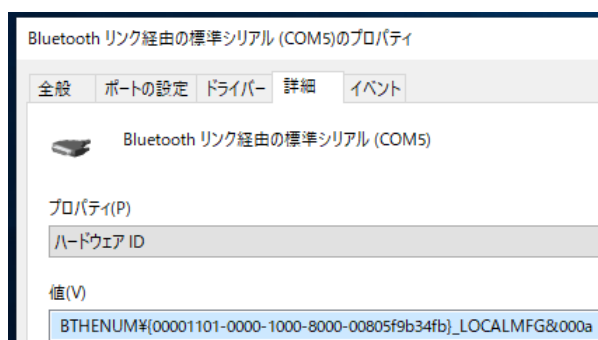 Bluetooth リンク経由の標準シリアル (COM5)のプロパティ
全般 ポートの設定 ドライバー 詳細 イベント
Bluetooth リンク経由の標準シリアル (COM5)
プロパティ(P)
ハードウェア ID
値(V)
BTHENUM¥{00001101-0000-1000-8000-00805f9b34fb}_LOCALMFG&000a